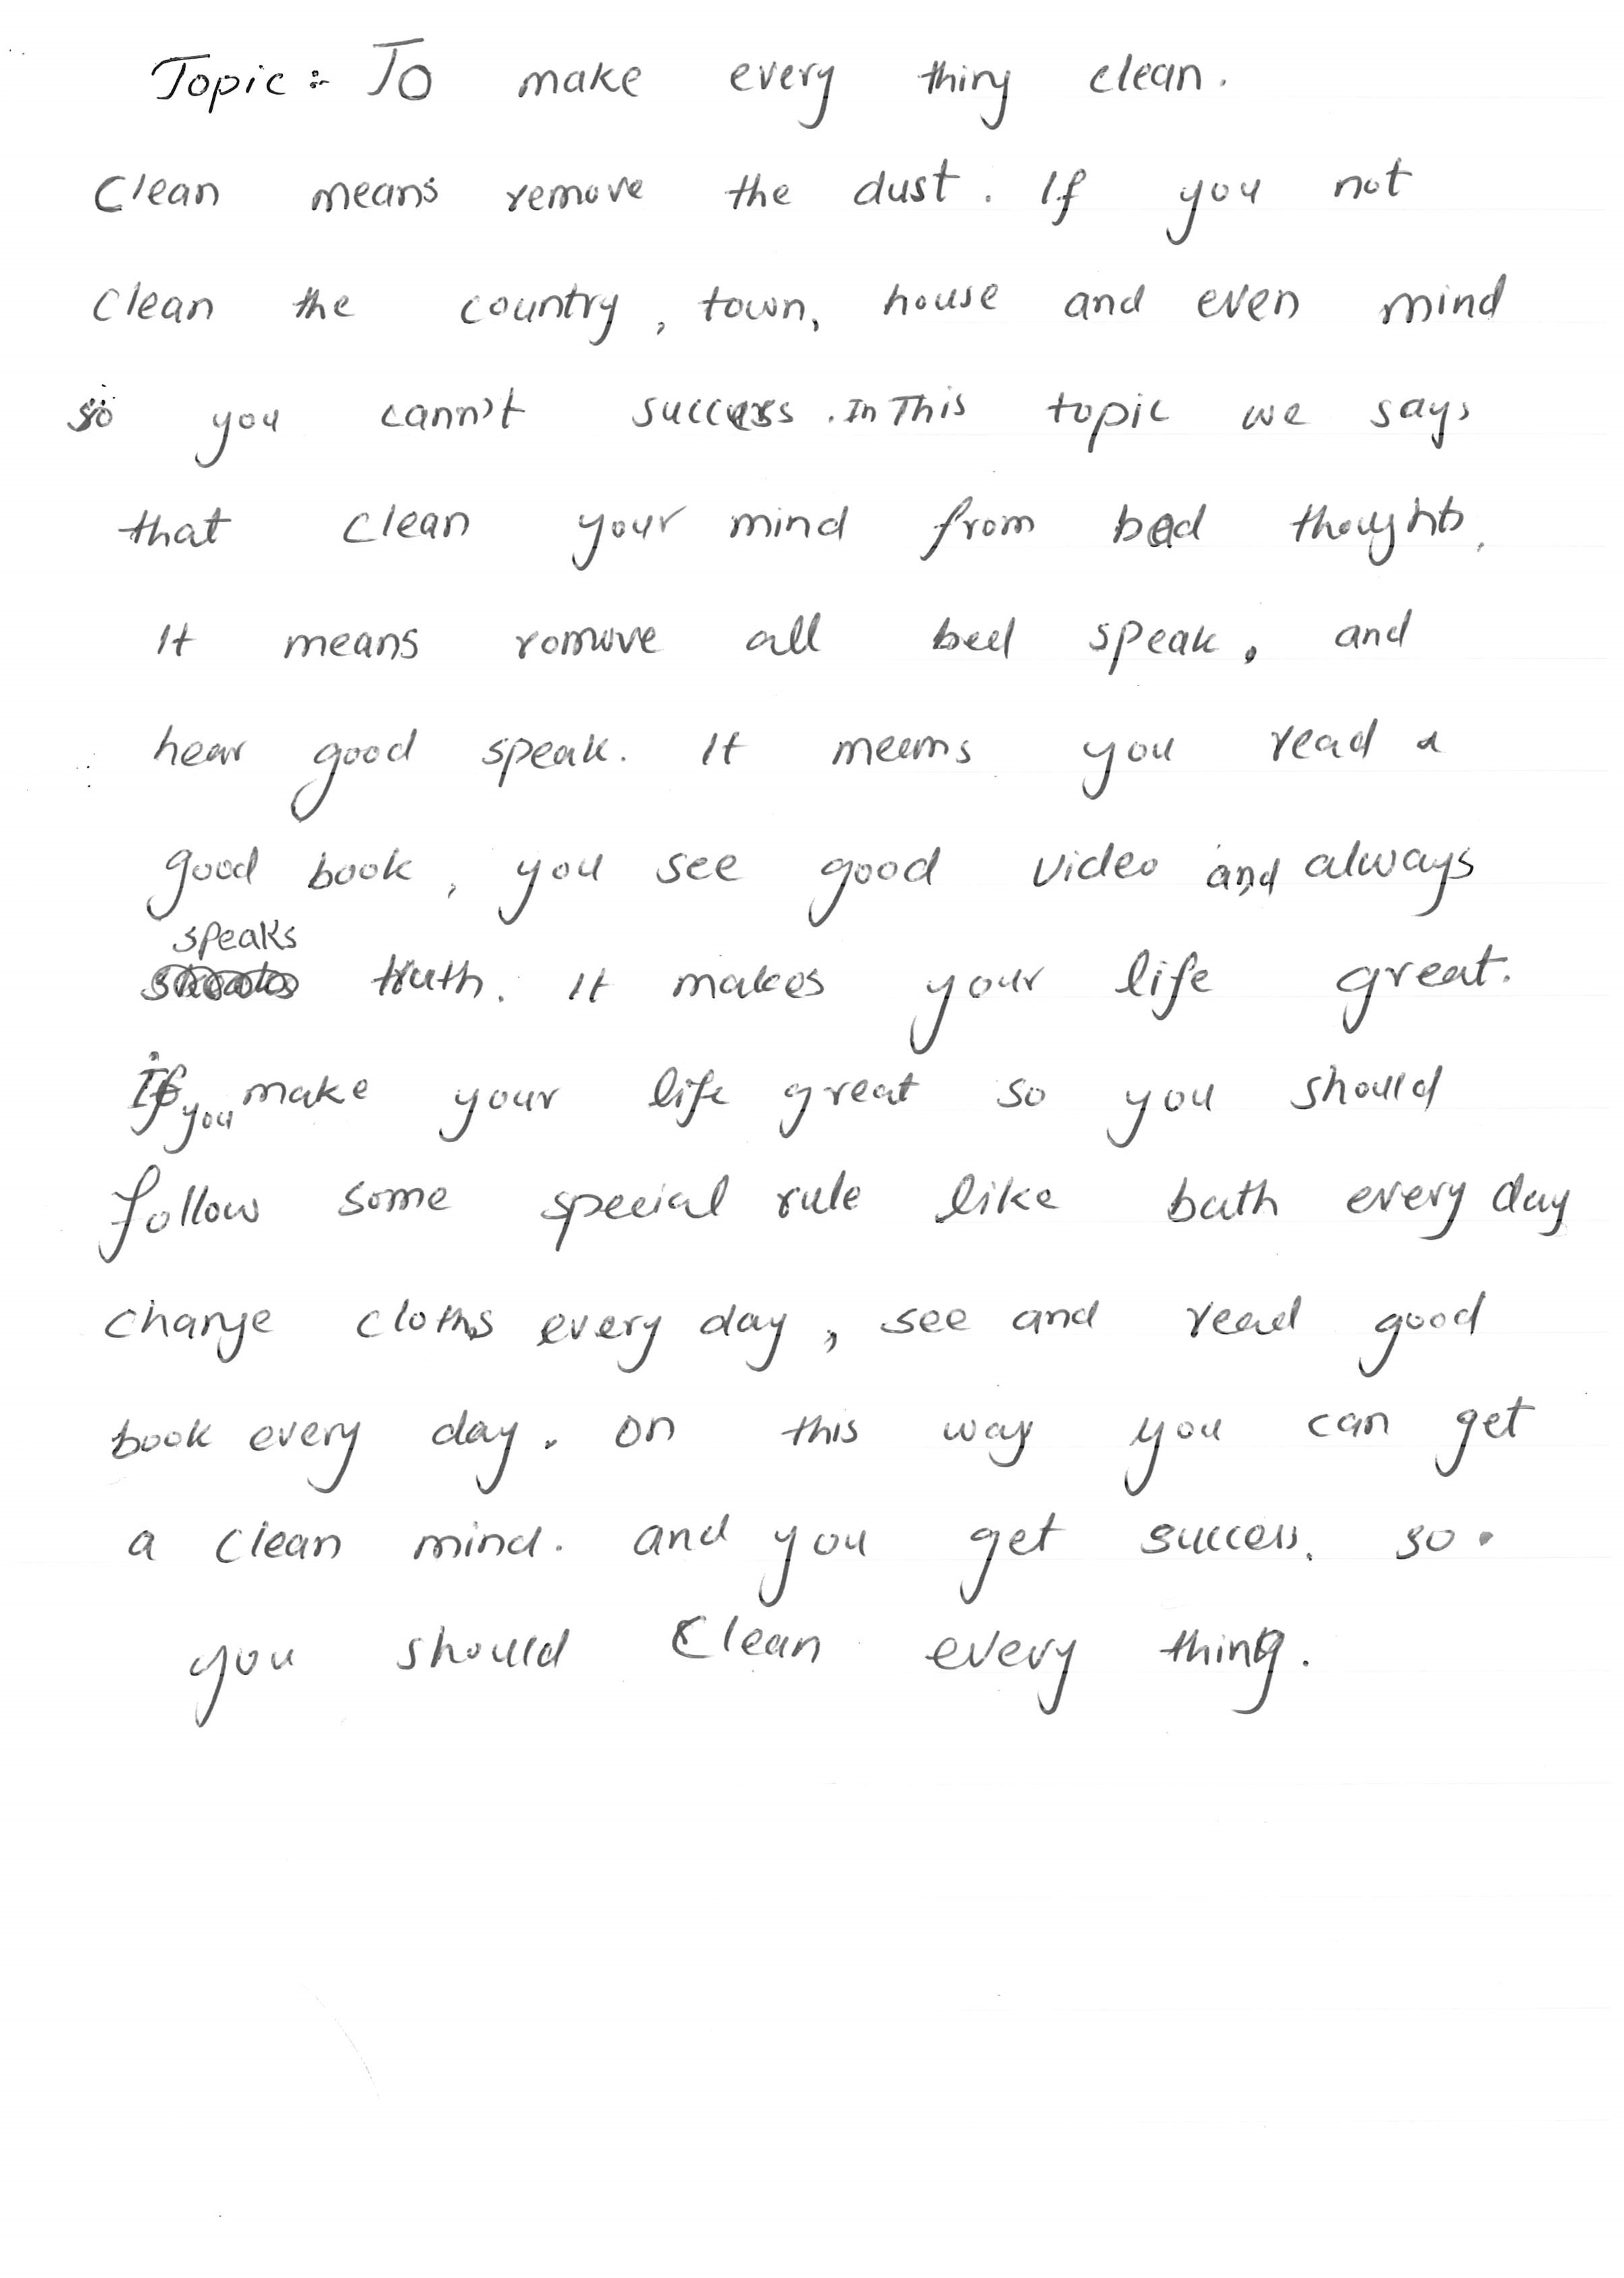 Topic :- To make every thing clean.
Clean means remove the dust. If you not
clean the country, town, house and even mind
so you cann't success. In This topic we says
that clean your mind from bad thoughts.
It means romove all bed speak, and
hear good speak. It meems you read a
good book, you see good video and always
speaks truth. It makes your life great.
If you make your life great so you should
follow some special rule like bath every day
change cloths every day, see and read good
book every day. on this way you can get
a clean mind. and you get success. so.
you should Clean every thing.